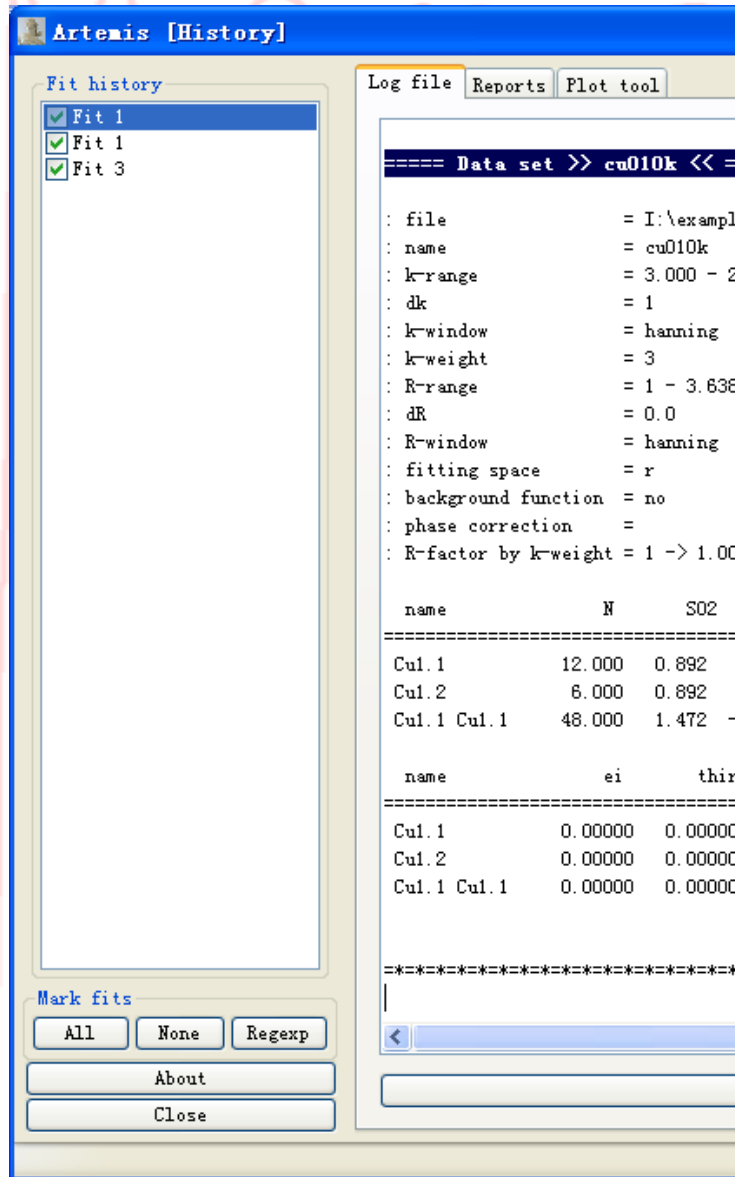 Artemis [History]
Fit history
Fit 1
Fit 1
Fit 3
Mark fits
All None Regexp
About
Close
Log file Reports Plot tool
===== Data set >> cu010k << =
: file = I:\exampl
: name = cu010k
: k-range = 3.000 - 2
: dk = 1
: k-window = hanning
: k-weight = 3
: R-range = 1 - 3.638
: dR = 0.0
: R-window = hanning
: fitting space = r
: background function = no
: phase correction =
: R-factor by k-weight = 1 -> 1.00
name N S02
=================================
Cu1.1 12.000 0.892
Cu1.2 6.000 0.892
Cu1.1 Cu1.1 48.000 1.472 -
name ei thir
=================================
Cu1.1 0.00000 0.00000
Cu1.2 0.00000 0.00000
Cu1.1 Cu1.1 0.00000 0.00000
=*=*=*=*=*=*=*=*=*=*=*=*=*=*=*=*=*